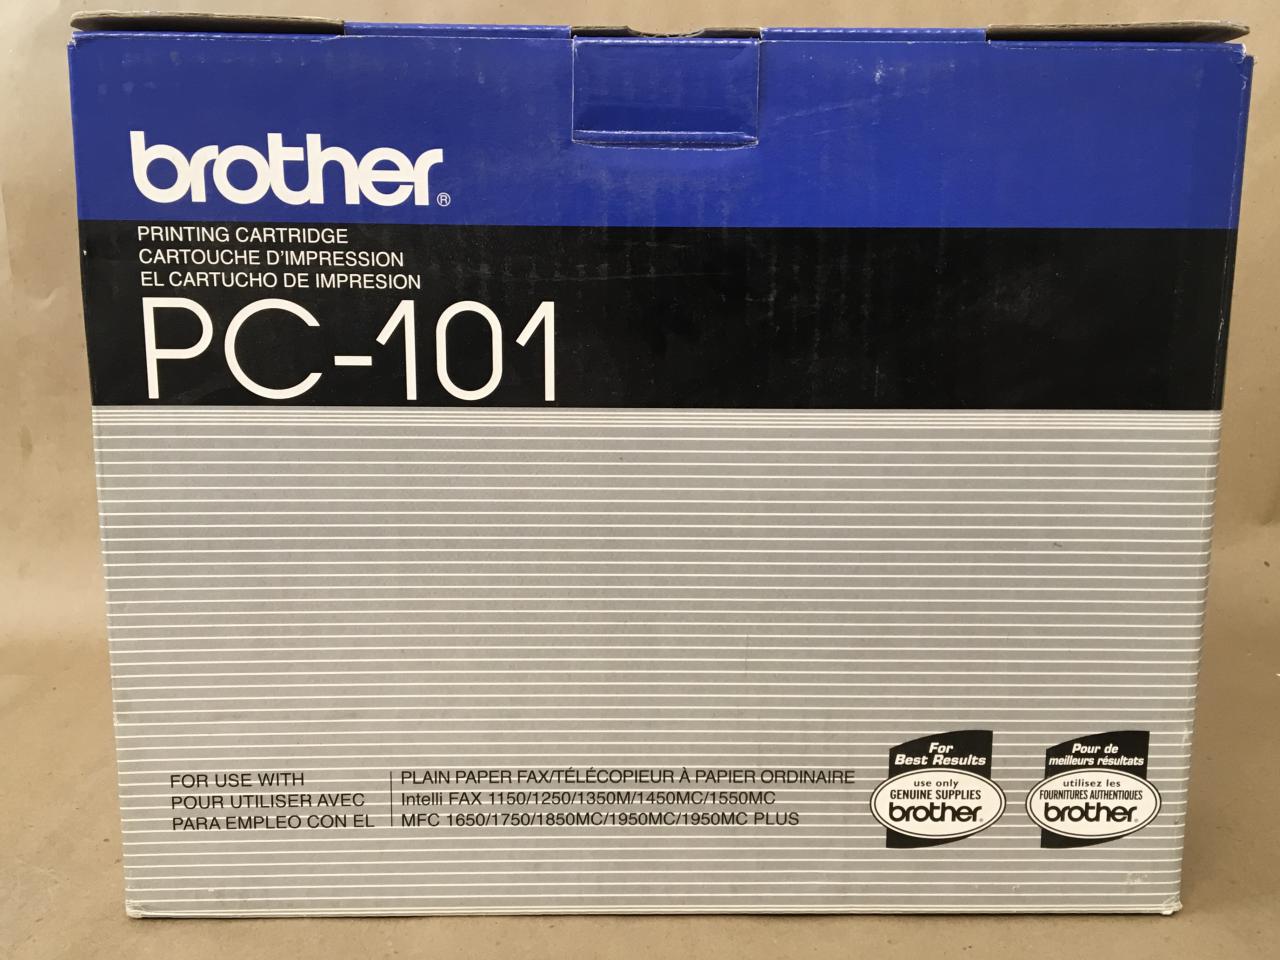 brother®
PRINTING CARTRIDGE
CARTOUCHE D'IMPRESSION
EL CARTUCHO DE IMPRESION
PC-101
FOR USE WITH
POUR UTILISER AVEC
PARA EMPLEO CON EL
PLAIN PAPER FAX/TÉLÉCOPIEUR À PAPIER ORDINAIRE
Intelli FAX 1150/1250/1350M/1450MC/1550MC
MFC 1650/1750/1850MC/1950MC/1950MC PLUS
For
Best Results
use only
GENUINE SUPPLIES
brother®
Pour de
meilleurs résultats
utilisez les
FOURNITURES AUTHENTIQUES
brother®